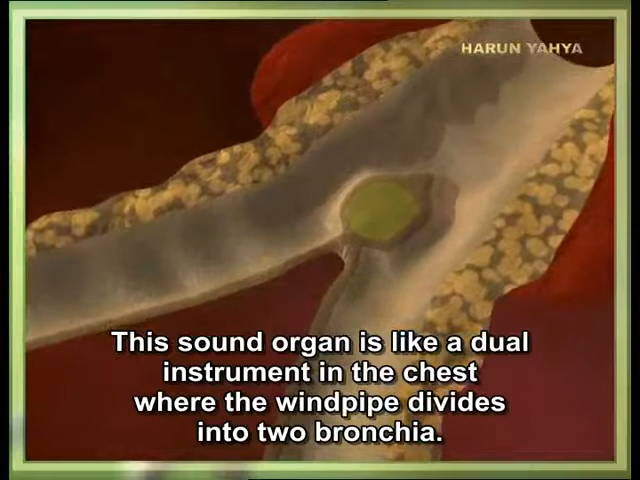 HARUN YAHYA
This sound organ is like a dual
instrument in the chest
where the windpipe divides
into two bronchia.